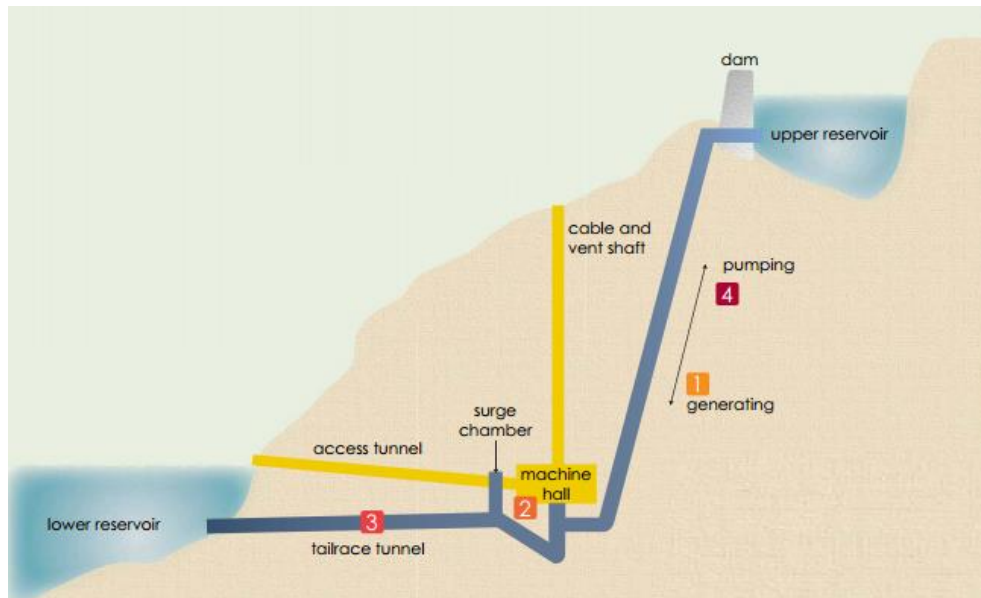 dam
upper reservoir
cable and
vent shaft
pumping
4
1
generating
surge
chamber
access tunnel
machine
hall
2
lower reservoir
3
tailrace tunnel